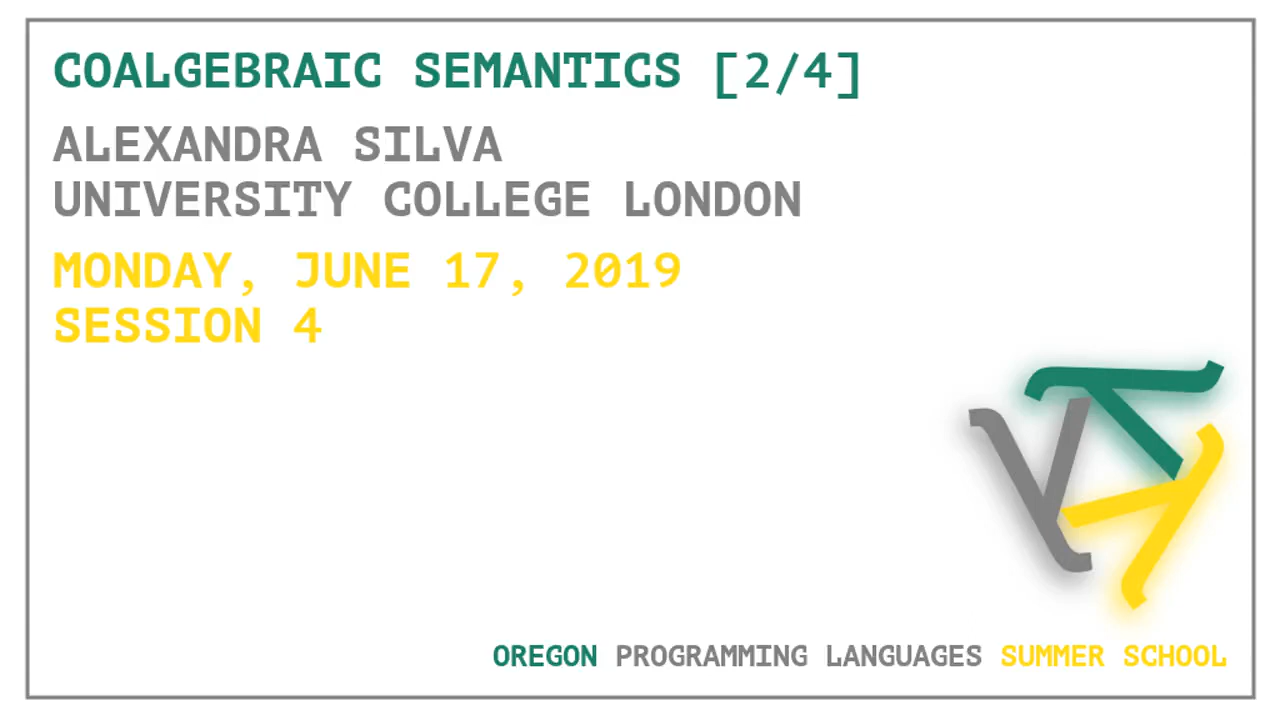 COALGEBRAIC SEMANTICS [2/4]
ALEXANDRA SILVA
UNIVERSITY COLLEGE LONDON
MONDAY, JUNE 17, 2019
SESSION 4
OREGON PROGRAMMING LANGUAGES SUMMER SCHOOL